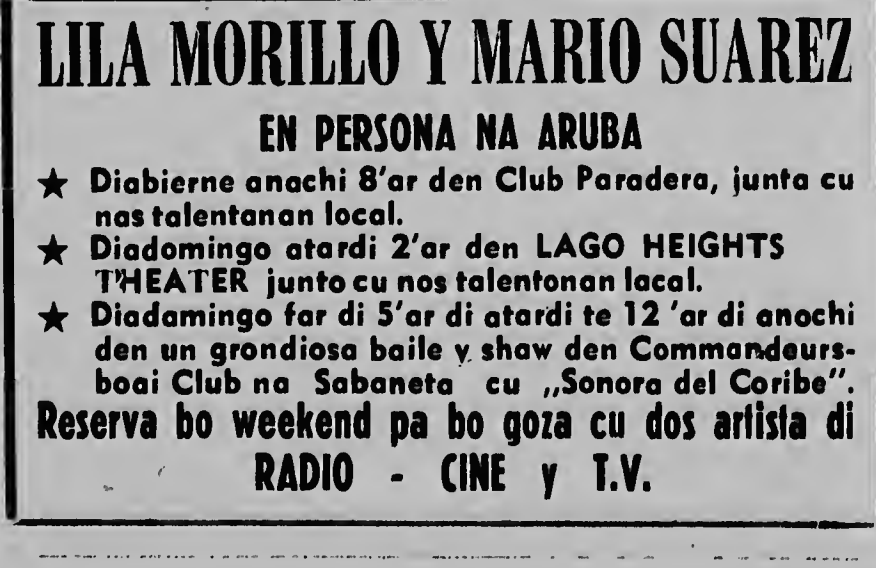 LILA MORILLO Y MARIO SUAREZ
EN PERSONA NA ARUBA
★ Diabierne anachi 8'ar den Club Paradera, junta cu
nas talentanan local.
★ Diadomingo atardi 2'ar den LAGO HEIGHTS
THEATER junto cu nos talentonan lacal.
★ Diadamingo far di 5'ar di atardi te 12 'ar di anochi
den un grondiosa baile y shaw den Commandeurs-
boai Club na Sabaneta cu „Sonora del Coribe”.
Reserva bo weekend pa bo goza cu dos artista di
RADIO - CINE y T.V.